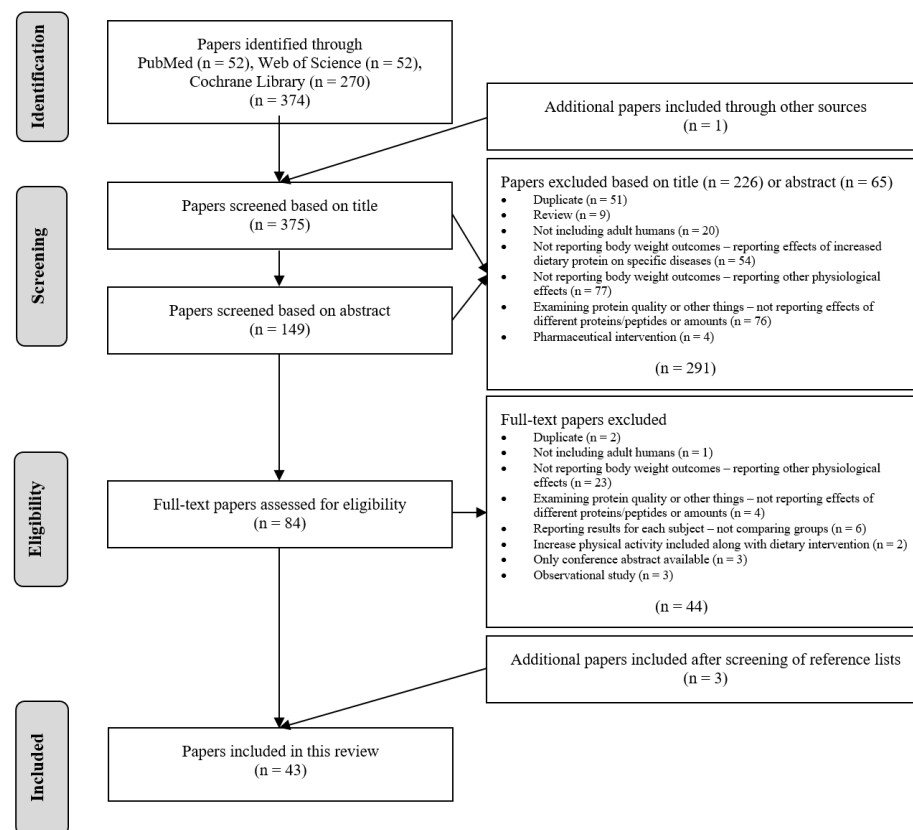 Identification
Papers identified through
PubMed (n = 52), Web of Science (n = 52),
Cochrane Library (n = 270)
(n = 374)
Additional papers included through other sources
(n = 1)
Screening
Papers screened based on title
(n = 375)
Papers excluded based on title (n = 226) or abstract (n = 65)
• Duplicate (n = 51)
• Review (n = 9)
• Not including adult humans (n = 20)
• Not reporting body weight outcomes – reporting effects of increased
dietary protein on specific diseases (n = 54)
• Not reporting body weight outcomes – reporting other physiological
effects (n = 77)
• Examining protein quality or other things – not reporting effects of
different proteins/peptides or amounts (n = 76)
• Pharmaceutical intervention (n = 4)
(n = 291)
Papers screened based on abstract
(n = 149)
Eligibility
Full-text papers assessed for eligibility
(n = 84)
Full-text papers excluded
• Duplicate (n = 2)
• Not including adult humans (n = 1)
• Not reporting body weight outcomes – reporting other physiological
effects (n = 23)
• Examining protein quality or other things – not reporting effects of
different proteins/peptides or amounts (n = 4)
• Reporting results for each subject – not comparing groups (n = 6)
• Increase physical activity included along with dietary intervention (n = 2)
• Only conference abstract available (n = 3)
• Observational study (n = 3)
(n = 44)
Additional papers included after screening of reference lists
(n = 3)
Included
Papers included in this review
(n = 43)